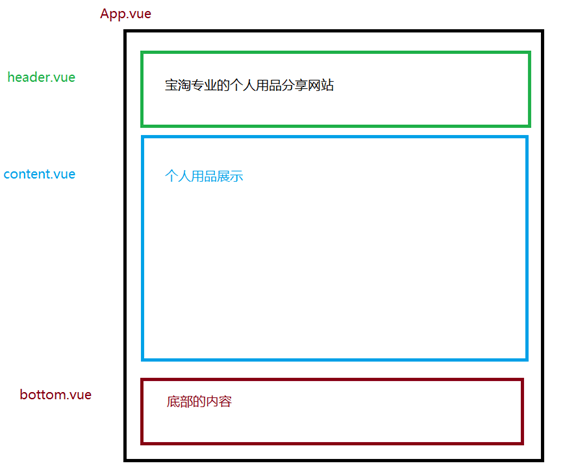 App.vue
header.vue
宝淘专业的个人用品分享网站
content.vue
个人用品展示
bottom.vue
底部的内容